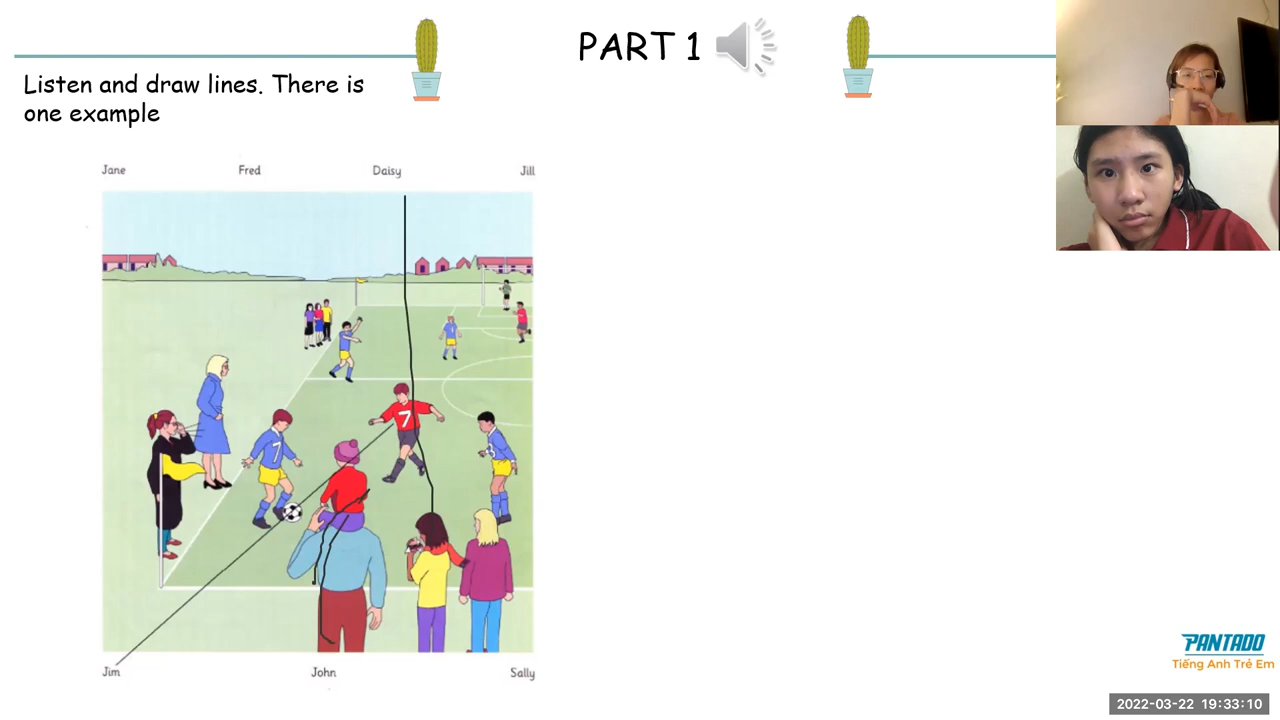 PART 1
Listen and draw lines. There is
one example
Jane Fred Daisy Jill
7
7
Jim John Sally
PANTADO
Tiếng Anh Trẻ Em
2022-03-22 19:33:10